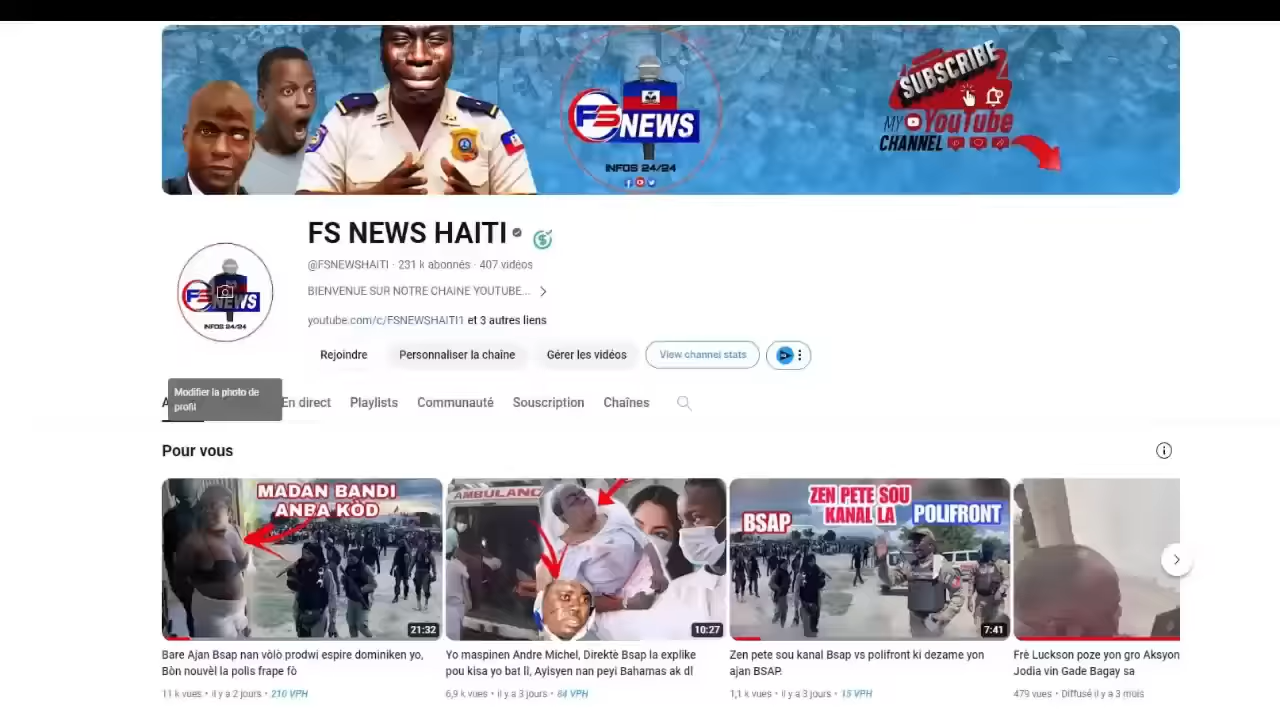 SUBSCRIBE
MY YouTube
CHANNEL
FS NEWS
INFOS 24/24
FS NEWS HAITI
@FSNEWSHAITI · 231 k abonnés · 407 vidéos
BIENVENUE SUR NOTRE CHAINE YOUTUBE...
youtube.com/c/FSNEWSHAITI1 et 3 autres liens
FS NEWS
INFOS 24/24
Rejoindre
Personnaliser la chaîne
Gérer les vidéos
View channel stats
Modifier la photo de
profil
A
En direct
Playlists
Communauté
Souscription
Chaînes
Pour vous
MADAN BANDI
ANBA KÒD
21:32
AMBULANC
10:27
ZEN PETE SOU
KANAL LA
BSAP
POLIFRONT
7:41
Bare Ajan Bsap nan vòlò prodwi espire dominiken yo,
Bòn nouvèl la polis frape fò
11 k vues • il y a 2 jours • 210 VPH
Yo maspinen Andre Michel, Direktè Bsap la explike
pou kisa yo bat li, Ayisyen nan peyi Bahamas ak dl
6,9 k vues • il y a 3 jours • 84 VPH
Zen pete sou kanal Bsap vs polifront ki dezame yon
ajan BSAP.
1,1 k vues • il y a 3 jours • 15 VPH
Frè Luckson poze yon gro Aksyon
Jodia vin Gade Bagay sa
479 vues • Diffusé il y a 3 mois